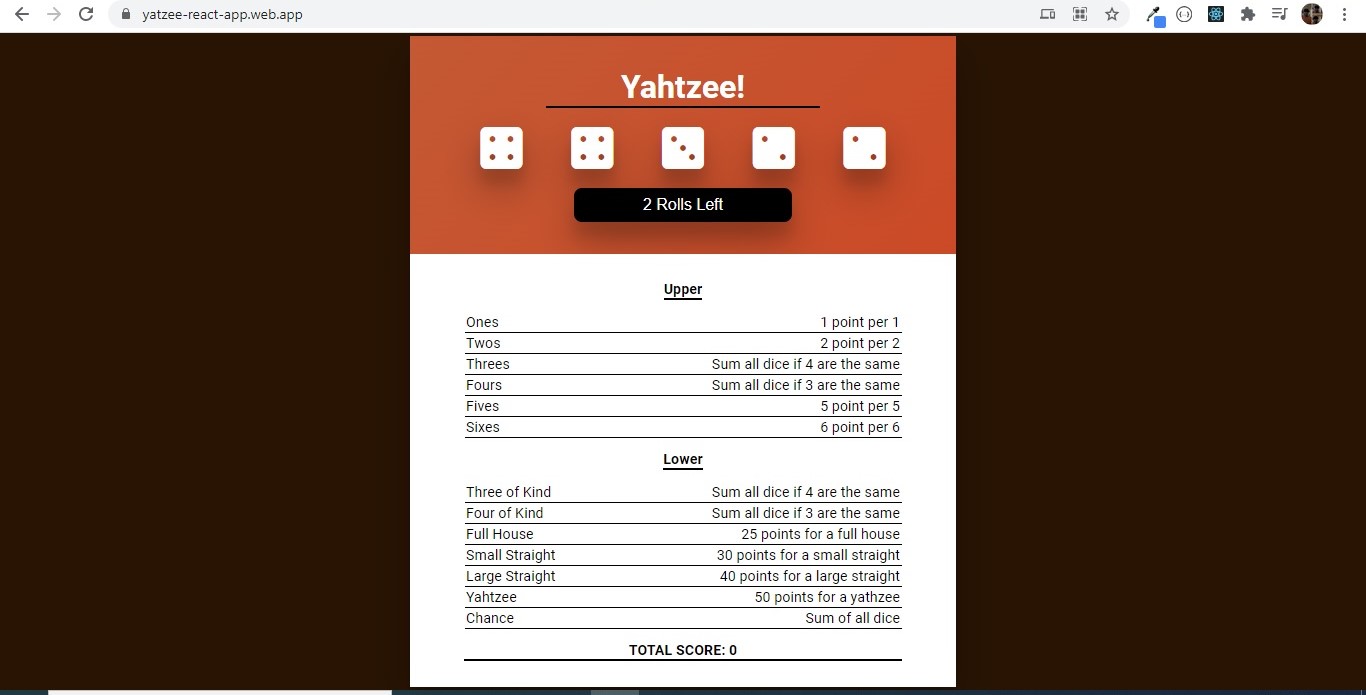 yatzee-react-app.web.app
Yahtzee!
2 Rolls Left
Upper
Ones 1 point per 1
Twos 2 point per 2
Threes Sum all dice if 4 are the same
Fours Sum all dice if 3 are the same
Fives 5 point per 5
Sixes 6 point per 6
Lower
Three of Kind Sum all dice if 4 are the same
Four of Kind Sum all dice if 3 are the same
Full House 25 points for a full house
Small Straight 30 points for a small straight
Large Straight 40 points for a large straight
Yahtzee 50 points for a yathzee
Chance Sum of all dice
TOTAL SCORE: 0